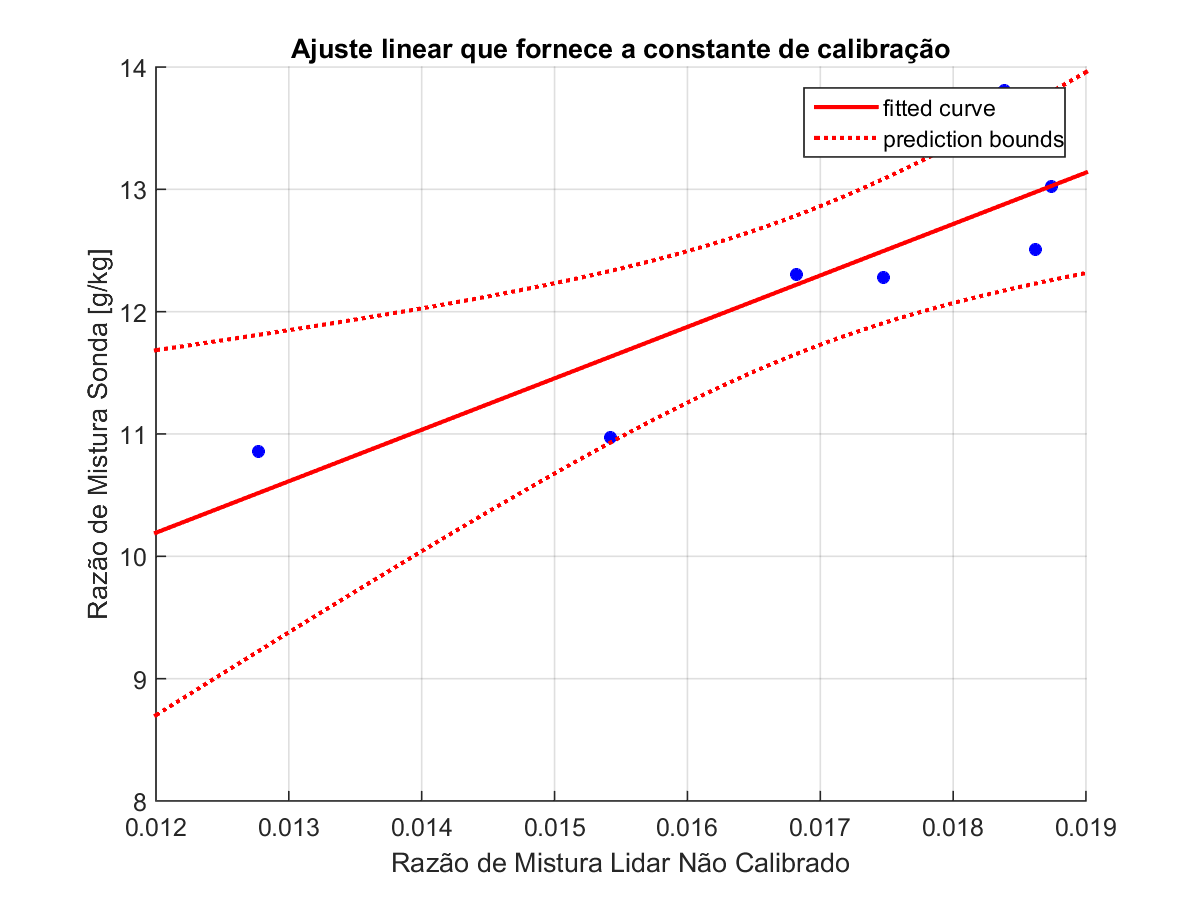 Ajuste linear que fornece a constante de calibração
fitted curve
prediction bounds
Razão de Mistura Sonda [g/kg]
14
13
12
11
10
9
8
0.012 0.013 0.014 0.015 0.016 0.017 0.018 0.019
Razão de Mistura Lidar Não Calibrado